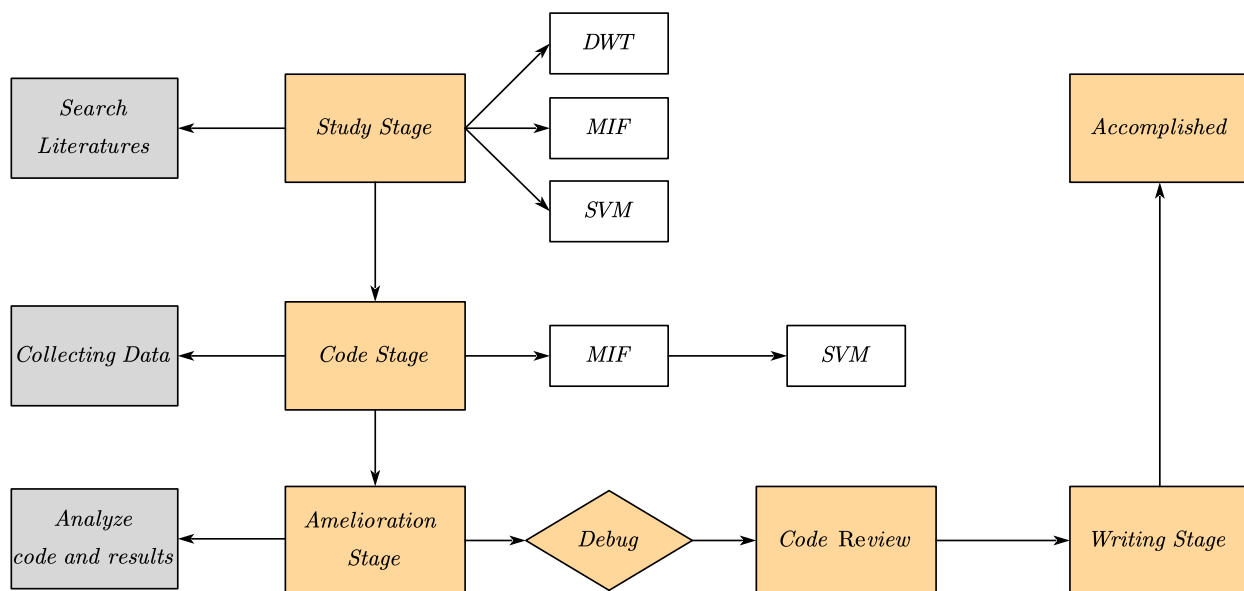 Search
Literatures
Study Stage
DWT
MIF
SVM
Accomplished
Collecting Data
Code Stage
MIF
SVM
Analyze
code and results
Amelioration
Stage
Debug
Code Review
Writing Stage